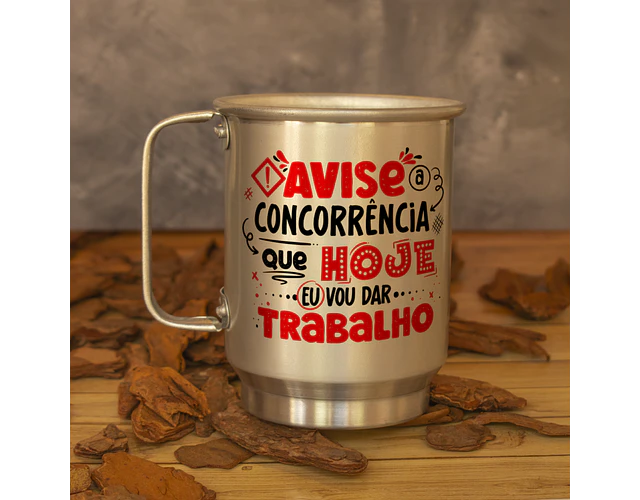 ! AVISE a
CONCORRÊNCIA
que HOJE
EU VOU DAR
TRABALHO